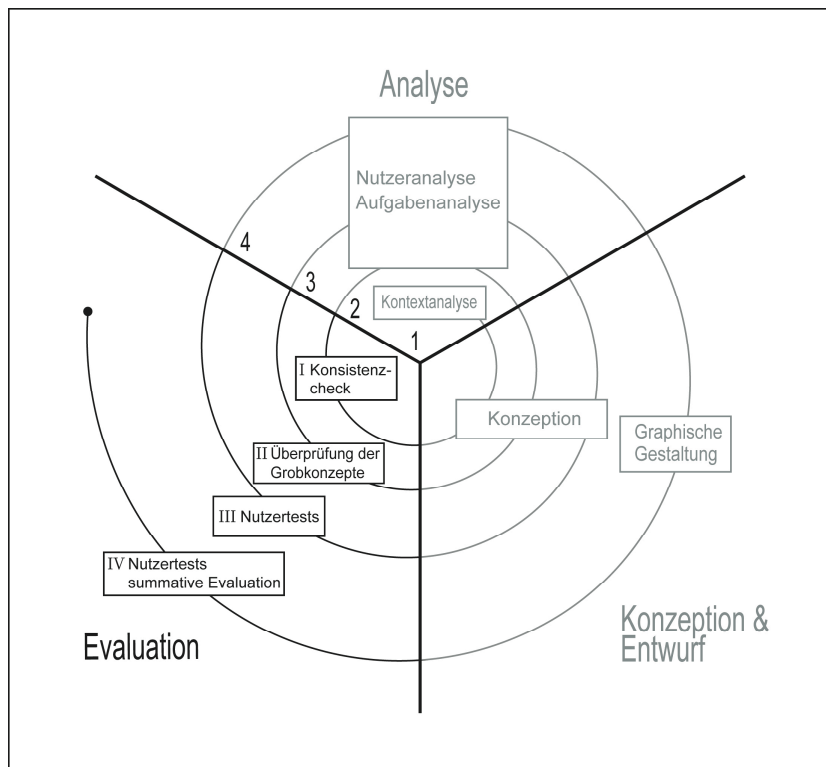 Analyse
Nutzeranalyse
Aufgabenanalyse
4
3
2
Kontextanalyse
1
I Konsistenz-
check
Konzeption
Graphische
Gestaltung
II Überprüfung der
Grobkonzepte
III Nutzertests
IV Nutzertests
summative Evaluation
Evaluation
Konzeption &
Entwurf